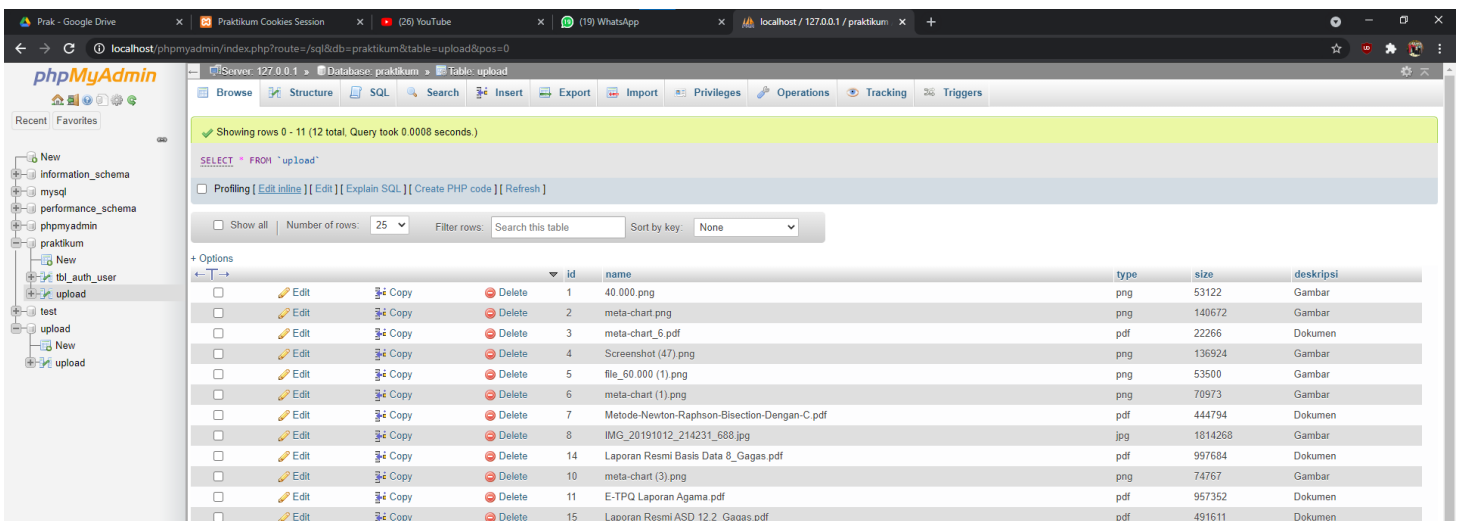 Prak - Google Drive × Praktikum Cookies Session × (26) YouTube × (19) WhatsApp × localhost / 127.0.0.1 / praktikum × +
localhost/phpmyadmin/index.php?route=/sql&db=praktikum&table=upload&pos=0
phpMyAdmin
Recent Favorites
New
information_schema
mysql
performance_schema
phpmyadmin
praktikum
New
tbl_auth_user
upload
test
upload
New
upload
Server: 127.0.0.1 » Database: praktikum » Table: upload
Browse Structure SQL Search Insert Export Import Privileges Operations Tracking Triggers
Showing rows 0 - 11 (12 total, Query took 0.0008 seconds.)
SELECT * FROM `upload`
Profiling [ Edit inline ] [ Edit ] [ Explain SQL ] [ Create PHP code ] [ Refresh ]
Show all | Number of rows: 25 Filter rows: Search this table Sort by key: None
+ Options
←T→ id name type size deskripsi
Edit Copy Delete 1 40.000.png png 53122 Gambar
Edit Copy Delete 2 meta-chart.png png 140672 Gambar
Edit Copy Delete 3 meta-chart_6.pdf pdf 22266 Dokumen
Edit Copy Delete 4 Screenshot (47).png png 136924 Gambar
Edit Copy Delete 5 file_60.000 (1).png png 53500 Gambar
Edit Copy Delete 6 meta-chart (1).png png 70973 Gambar
Edit Copy Delete 7 Metode-Newton-Raphson-Bisection-Dengan-C.pdf pdf 444794 Dokumen
Edit Copy Delete 8 IMG_20191012_214231_688.jpg jpg 1814268 Gambar
Edit Copy Delete 14 Laporan Resmi Basis Data 8_Gagas.pdf pdf 997684 Dokumen
Edit Copy Delete 10 meta-chart (3).png png 74767 Gambar
Edit Copy Delete 11 E-TPQ Laporan Agama.pdf pdf 957352 Dokumen
Edit Copy Delete 15 Laporan Resmi ASD 12.2_Gagas.pdf pdf 491611 Dokumen